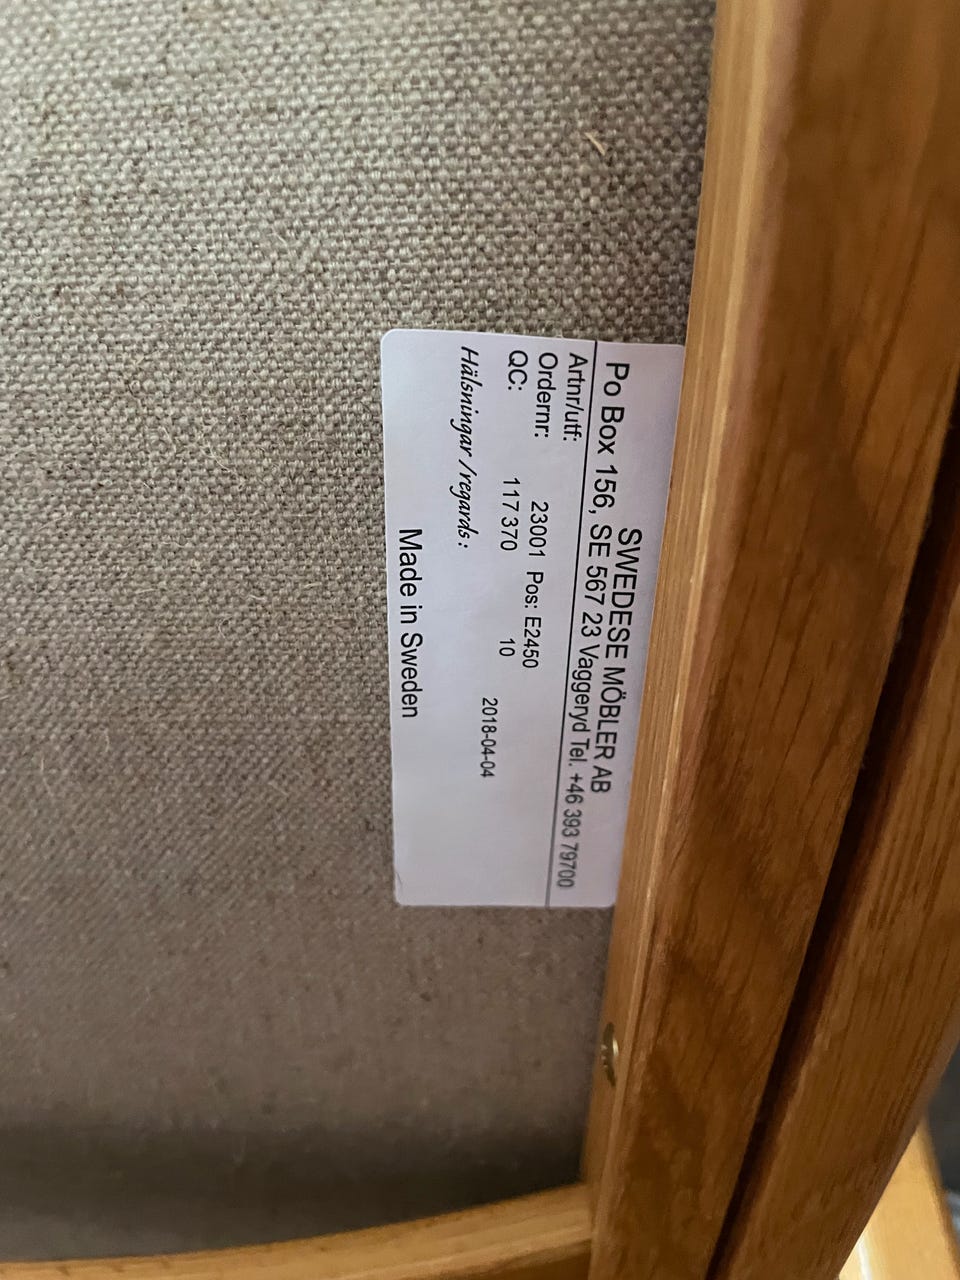 SWEDESE MÖBLER AB
Po Box 156, SE 567 23 Vaggeryd Tel. +46 393 79700
Artnr/utf: 23001 Pos: E2450
Ordernr: 117 370 10
QC: 2018-04-04
Hälsningar /regards:
Made in Sweden